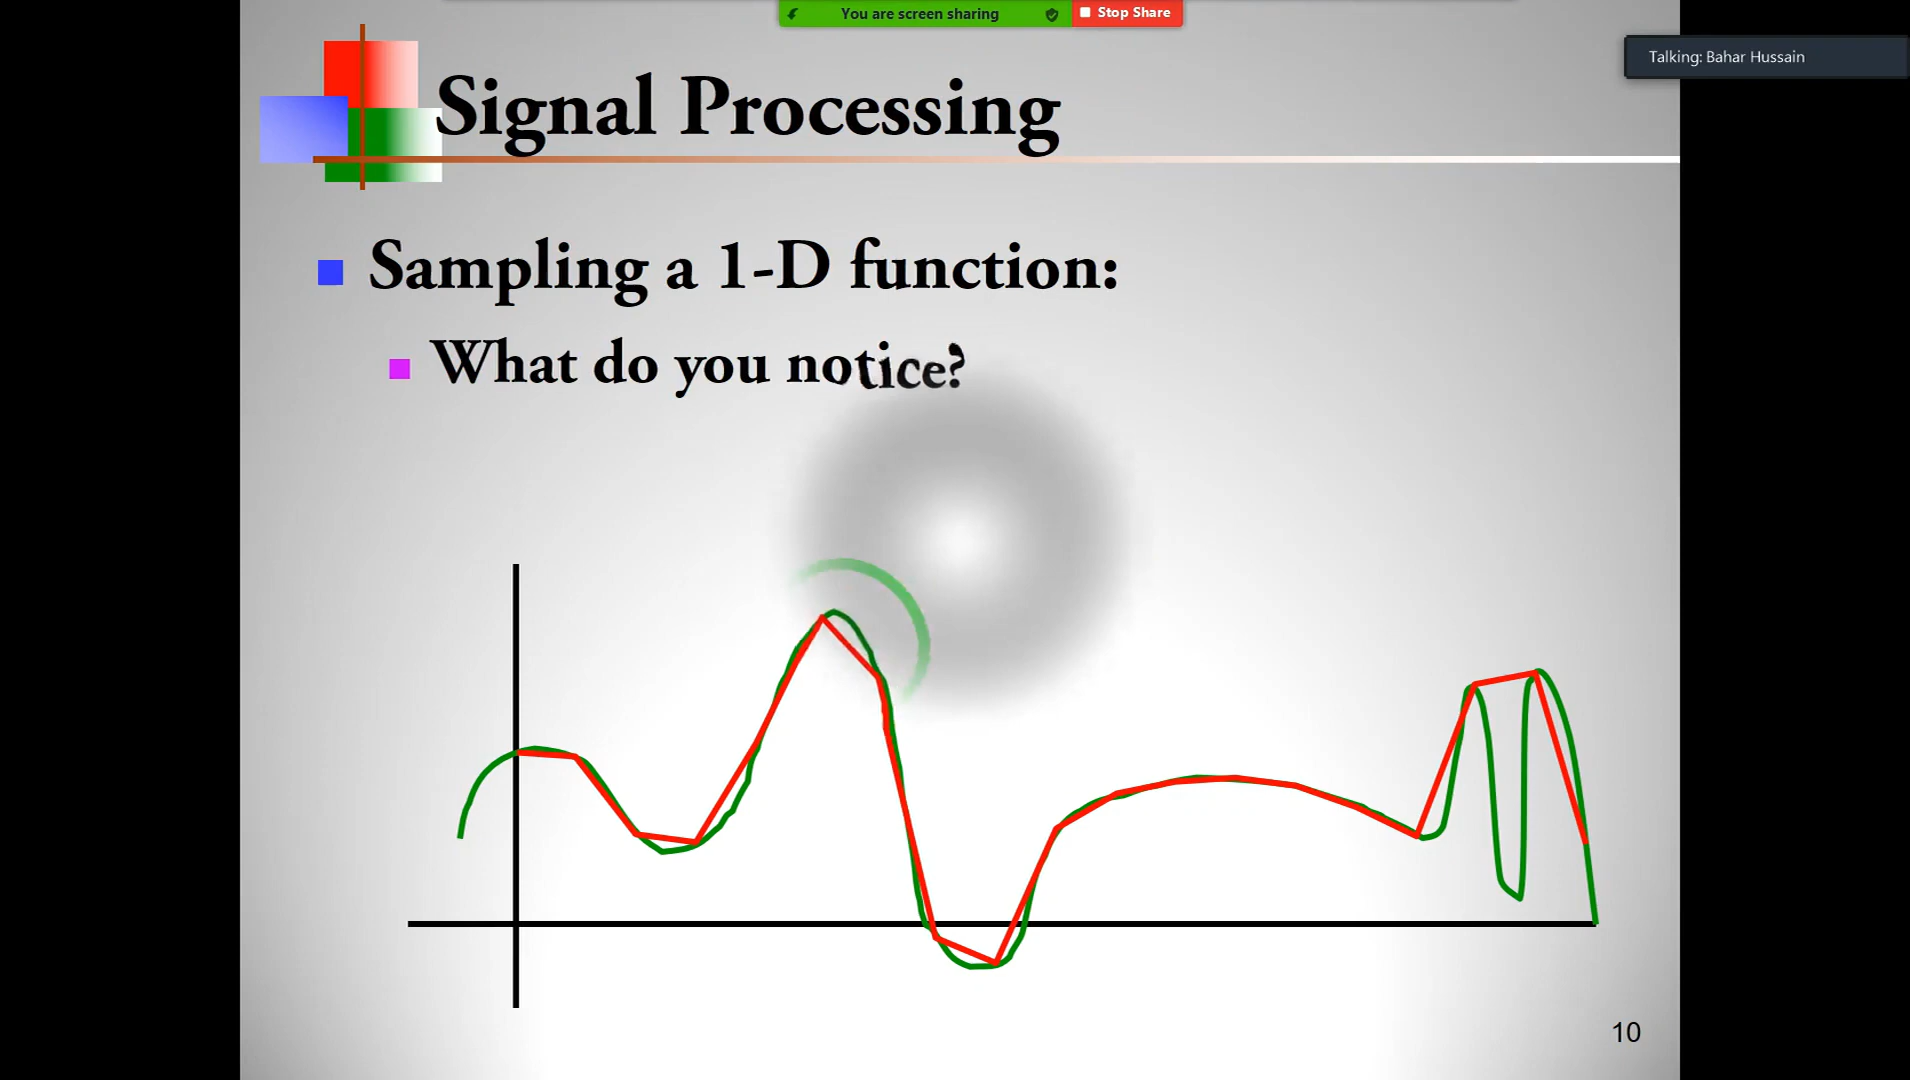 You are screen sharing
Stop Share
Talking: Bahar Hussain
Signal Processing
Sampling a 1-D function:
What do you notice?
10